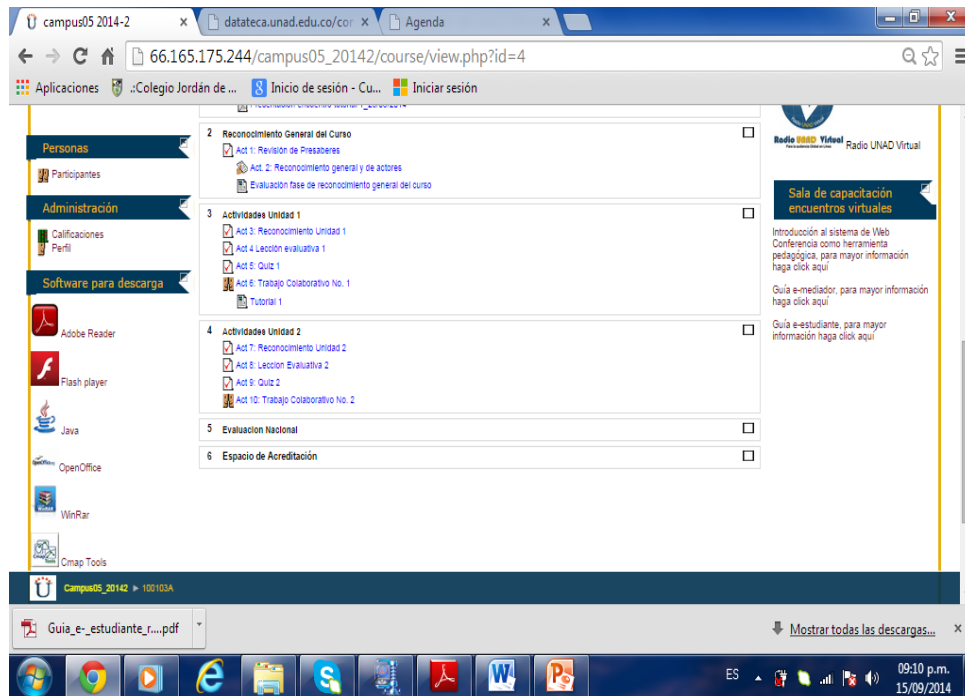 campus05 2014-2
datateca.unad.edu.co/cor
Agenda
66.165.175.244/campus05_20142/course/view.php?id=4
Aplicaciones
.:Colegio Jordán de ...
Inicio de sesión - Cu...
Iniciar sesión
Personas
Participantes
Administración
Calificaciones
Perfil
Software para descarga
Adobe Reader
Flash player
Java
OpenOffice
WinRar
Cmap Tools
2 Reconocimiento General del Curso
Act 1: Revisión de Presaberes
Act. 2: Reconocimiento general y de actores
Evaluación fase de reconocimiento general del curso
3 Actividades Unidad 1
Act 3: Reconocimiento Unidad 1
Act 4 Lección evaluativa 1
Act 5: Quiz 1
Act 6: Trabajo Colaborativo No. 1
Tutorial 1
4 Actividades Unidad 2
Act 7: Reconocimiento Unidad 2
Act 8: Leccion Evaluativa 2
Act 9: Quiz 2
Act 10: Trabajo Colaborativo No. 2
5 Evaluacion Nacional
6 Espacio de Acreditación
Radio UNAD Virtual
Radio UNAD Virtual
Sala de capacitación
encuentros virtuales
Introducción al sistema de Web
Conferencia como herramienta
pedagógica, para mayor información
haga click aquí
Guía e-mediador, para mayor información
haga click aquí
Guía e-estudiante, para mayor
información haga click aquí
Campus05_20142 ► 100103A
Guia_e-_estudiante_r....pdf
Mostrar todas las descargas...
ES
09:10 p.m.
15/09/2014